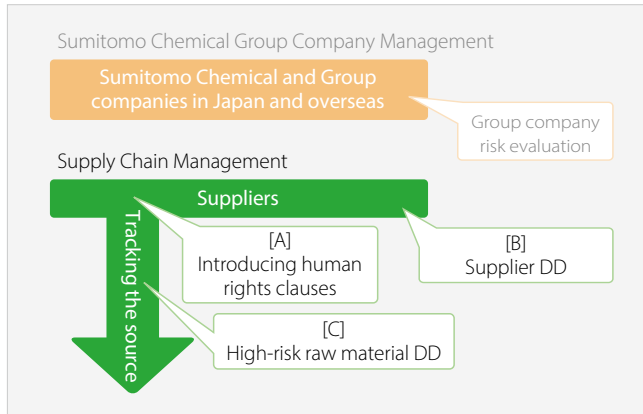 Sumitomo Chemical Group Company Management
Sumitomo Chemical and Group
companies in Japan and overseas
Group company
risk evaluation
Supply Chain Management
Suppliers
Tracking the source
[A]
Introducing human
rights clauses
[B]
Supplier DD
[C]
High-risk raw material DD